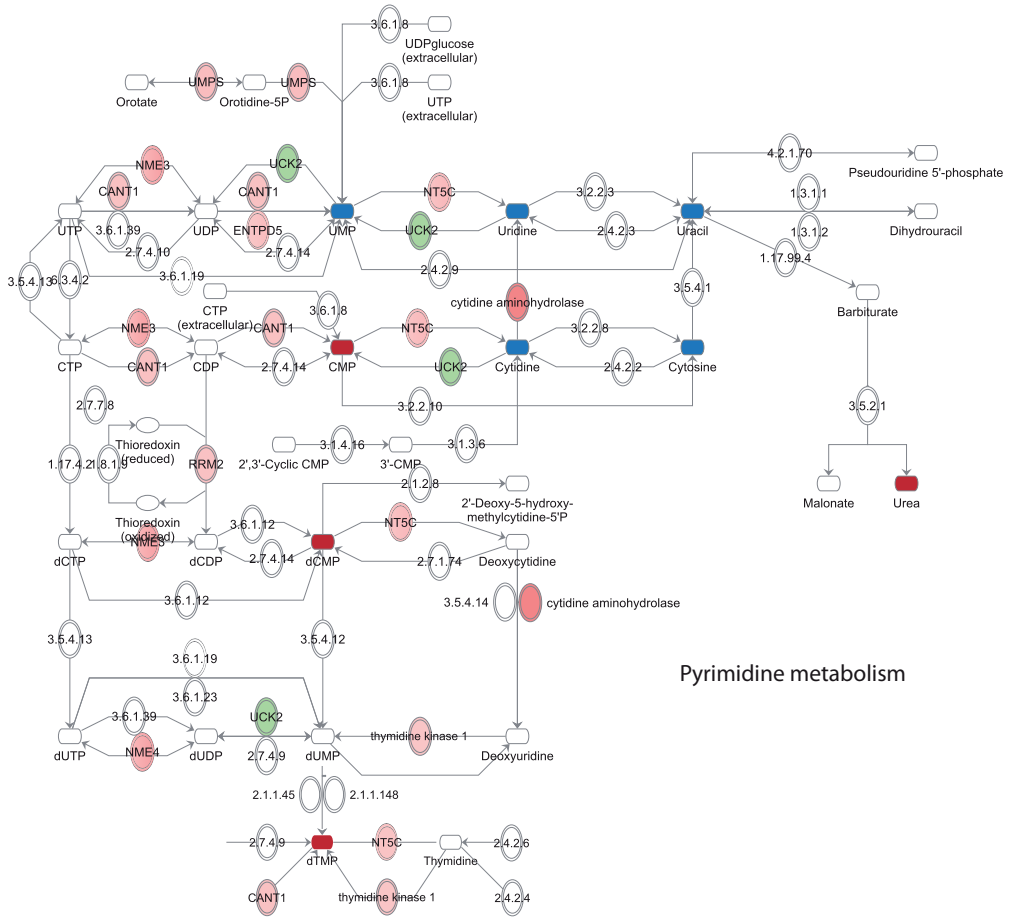 3.6.1.8
UDPglucose
(extracellular)
UMPS
UMPS
3.6.1.8
Orotate
Orotidine-5P
UTP
(extracellular)
4.2.1.70
Pseudouridine 5'-phosphate
NME3
UCK2
CANT1
CANT1
NT5C
3.2.2.3
1.3.1.1
UTP
3.6.1.39
UDP
ENTPD5
UMP
UCK2
Uridine
2.4.2.3
Uracil
1.3.1.2
Dihydrouracil
2.7.4.10
2.7.4.14
1.17.99.4
3.6.1.19
2.4.2.9
3.5.4.13
6.3.4.2
3.5.4.1
cytidine aminohydrolase
CTP
(extracellular)
3.6.1.8
Barbiturate
NME3
CANT1
NT5C
3.2.2.8
CTP
CANT1
CDP
2.7.4.14
CMP
UCK2
Cytidine
2.4.2.2
Cytosine
2.7.7.8
3.2.2.10
3.5.2.1
Thioredoxin
(reduced)
1.17.4.2
1.8.1.9
RRM2
2',3'-Cyclic CMP
3.1.4.16
3'-CMP
3.1.3.6
2.1.2.8
2'-Deoxy-5-hydroxy-
methylcytidine-5'P
Malonate
Urea
Thioredoxin
(oxidized)
3.6.1.12
NT5C
NME3
dCTP
dCDP
2.7.4.14
dCMP
2.7.1.74
Deoxycytidine
3.6.1.12
3.5.4.14
cytidine aminohydrolase
3.5.4.13
3.5.4.12
3.6.1.19
Pyrimidine metabolism
3.6.1.23
3.6.1.39
UCK2
thymidine kinase 1
dUTP
NME4
dUDP
2.7.4.9
dUMP
Deoxyuridine
2.1.1.45
2.1.1.148
2.7.4.9
NT5C
2.4.2.6
dTMP
Thymidine
CANT1
thymidine kinase 1
2.4.2.4